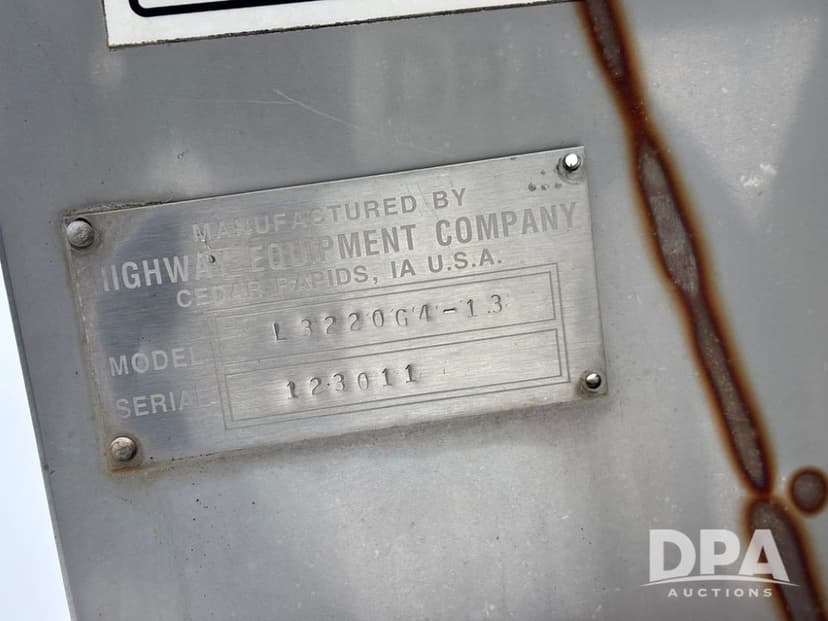 MANUFACTURED BY
HIGHWAY EQUIPMENT COMPANY
CEDAR RAPIDS, IA U.S.A.
MODEL L3220G4-13
SERIAL 123011
DPA
AUCTIONS